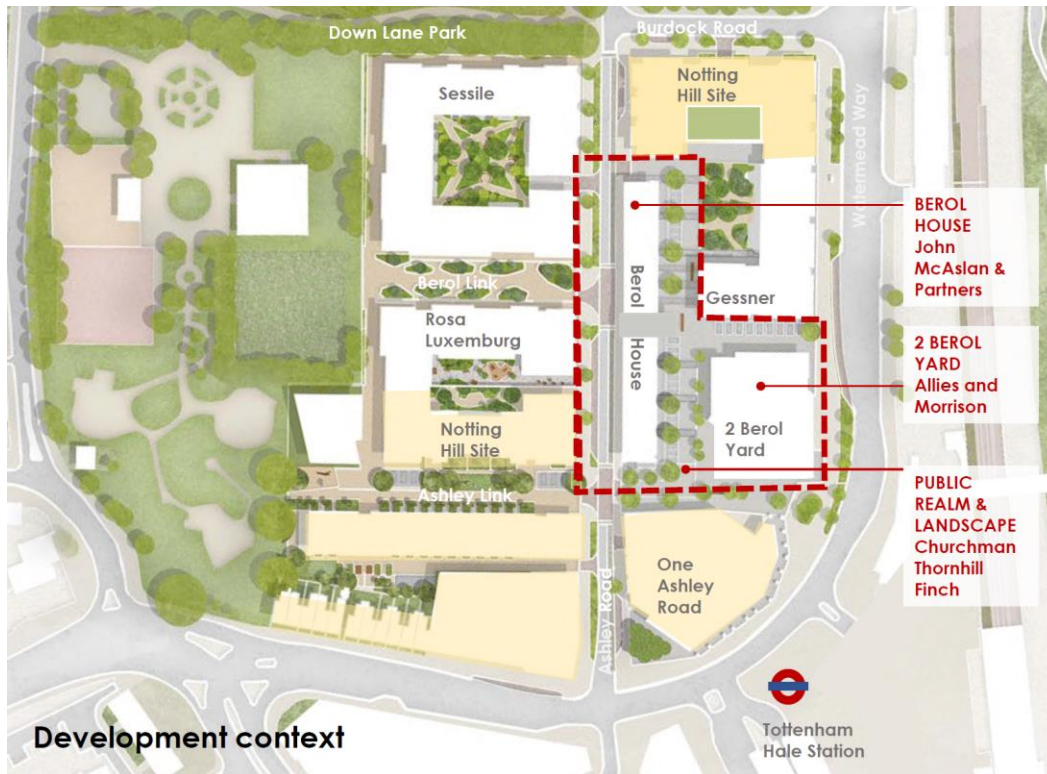 Down Lane Park
Burdock Road
Sessile
Notting
Hill Site
Watermead Way
BEROL
HOUSE
John
McAslan &
Partners
Berol Link
Berol
House
Gessner
Rosa
Luxemburg
2 BEROL
YARD
Allies and
Morrison
Notting
Hill Site
2 Berol
Yard
Ashley Link
PUBLIC
REALM &
LANDSCAPE
Churchman
Thornhill
Finch
One
Ashley
Road
Ashley Road
Development context
Tottenham
Hale Station